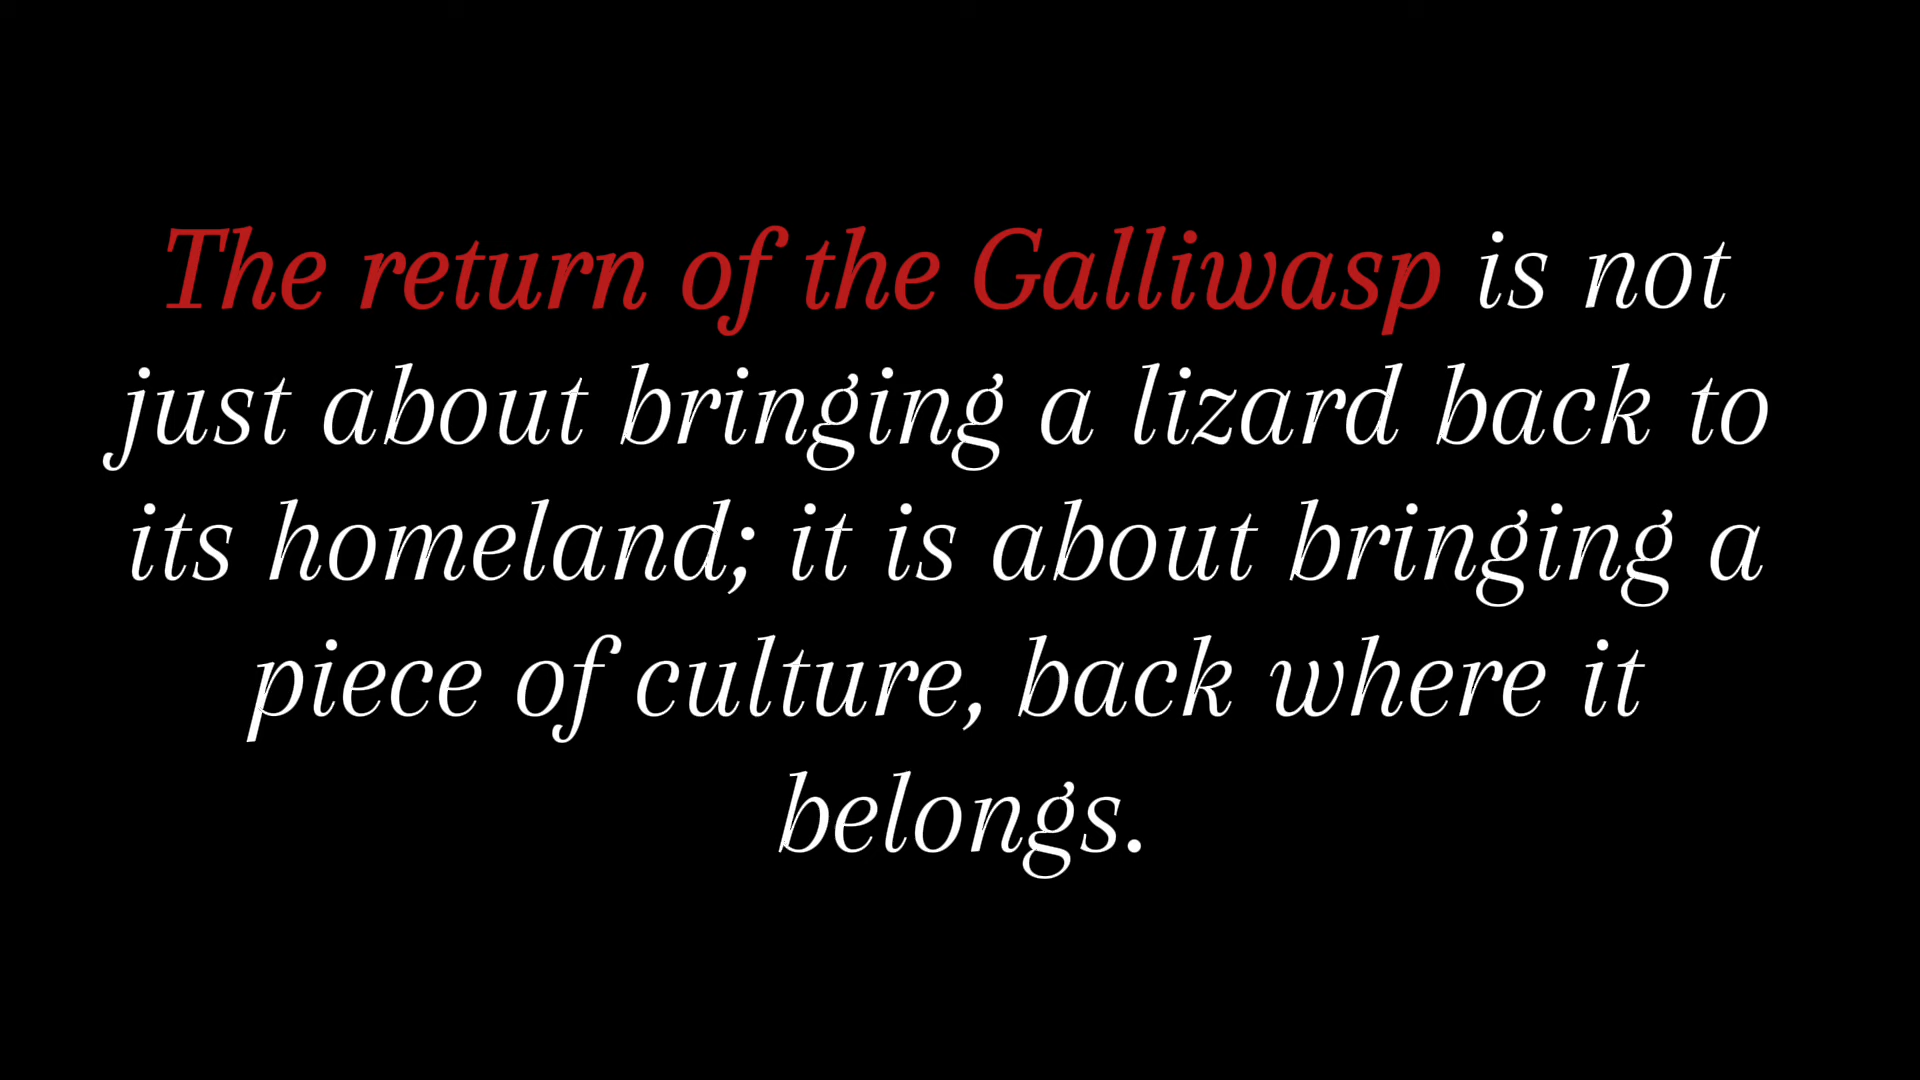 The return of the Galliwasp is not
just about bringing a lizard back to
its homeland; it is about bringing a
piece of culture, back where it
belongs.